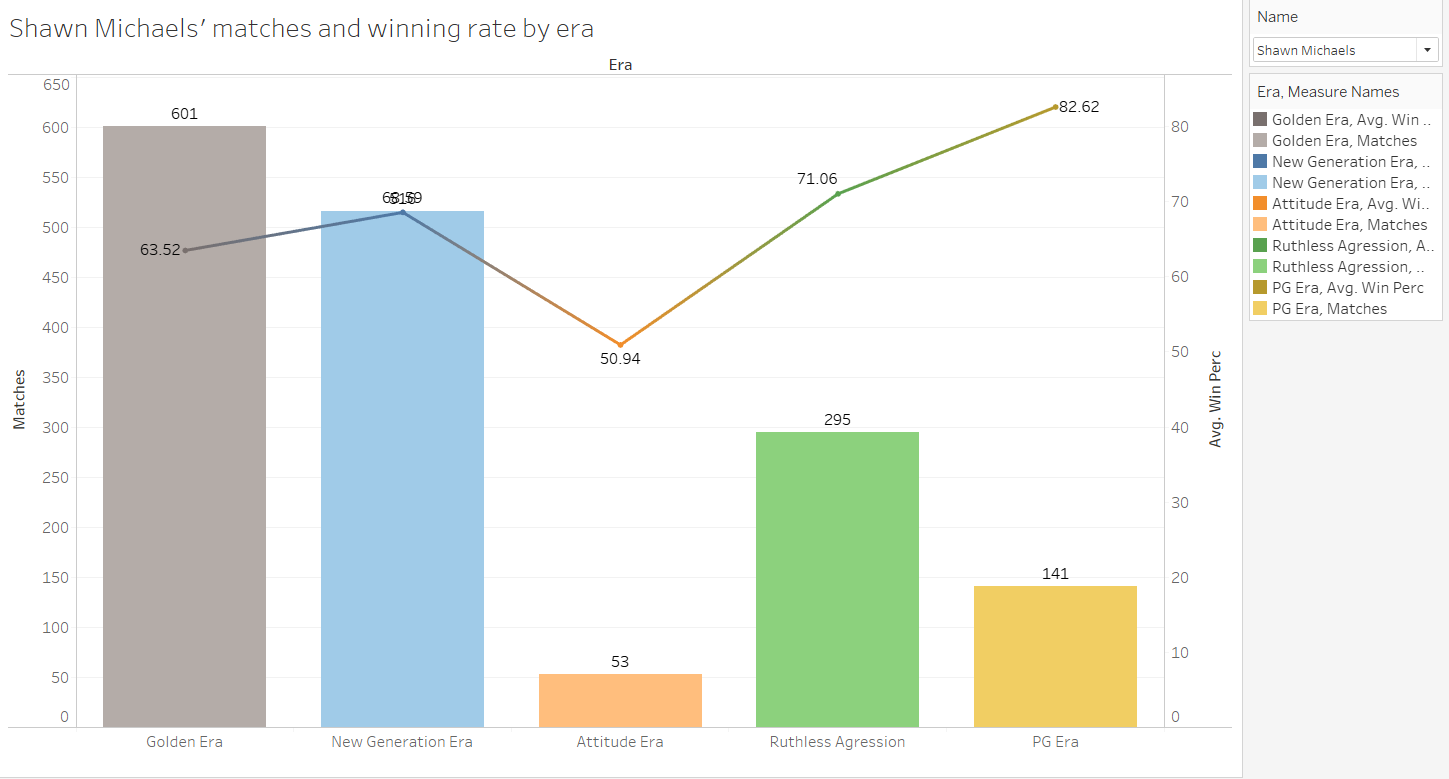 Shawn Michaels’ matches and winning rate by era
Era
650
600
550
500
450
400
350
300
250
200
150
100
50
0
Matches
601
63.52
68.59
516
50.94
53
71.06
295
82.62
141
80
70
60
50
40
30
20
10
0
Avg. Win Perc
Golden Era
New Generation Era
Attitude Era
Ruthless Agression
PG Era
Name
Shawn Michaels
Era, Measure Names
Golden Era, Avg. Win ..
Golden Era, Matches
New Generation Era, ..
New Generation Era, ..
Attitude Era, Avg. Wi..
Attitude Era, Matches
Ruthless Agression, A..
Ruthless Agression, ..
PG Era, Avg. Win Perc
PG Era, Matches